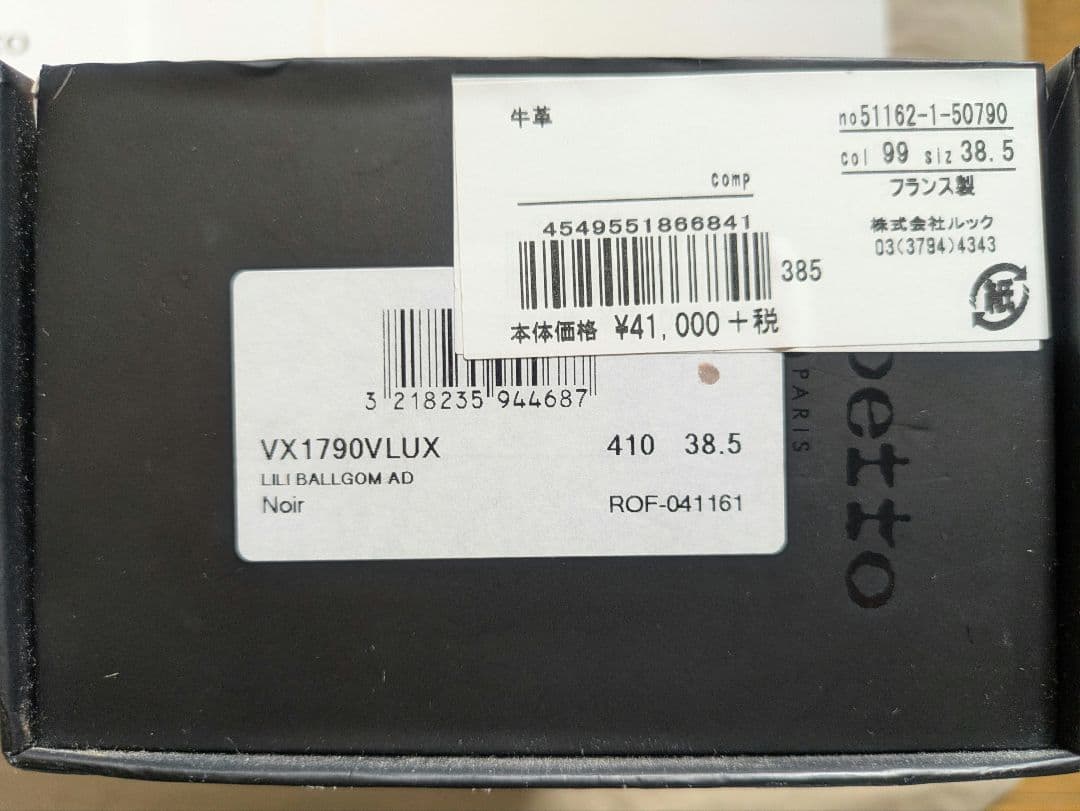 牛革
comp
no51162-1-50790
col 99 siz 38.5
フランス製
株式会社ルック
03(3794)4343
紙
4549551866841
385
本体価格 ¥41,000+税
3 218235 944687
VX1790VLUX 410 38.5
LILI BALLGOM AD
Noir ROF-041161
petto
PARIS